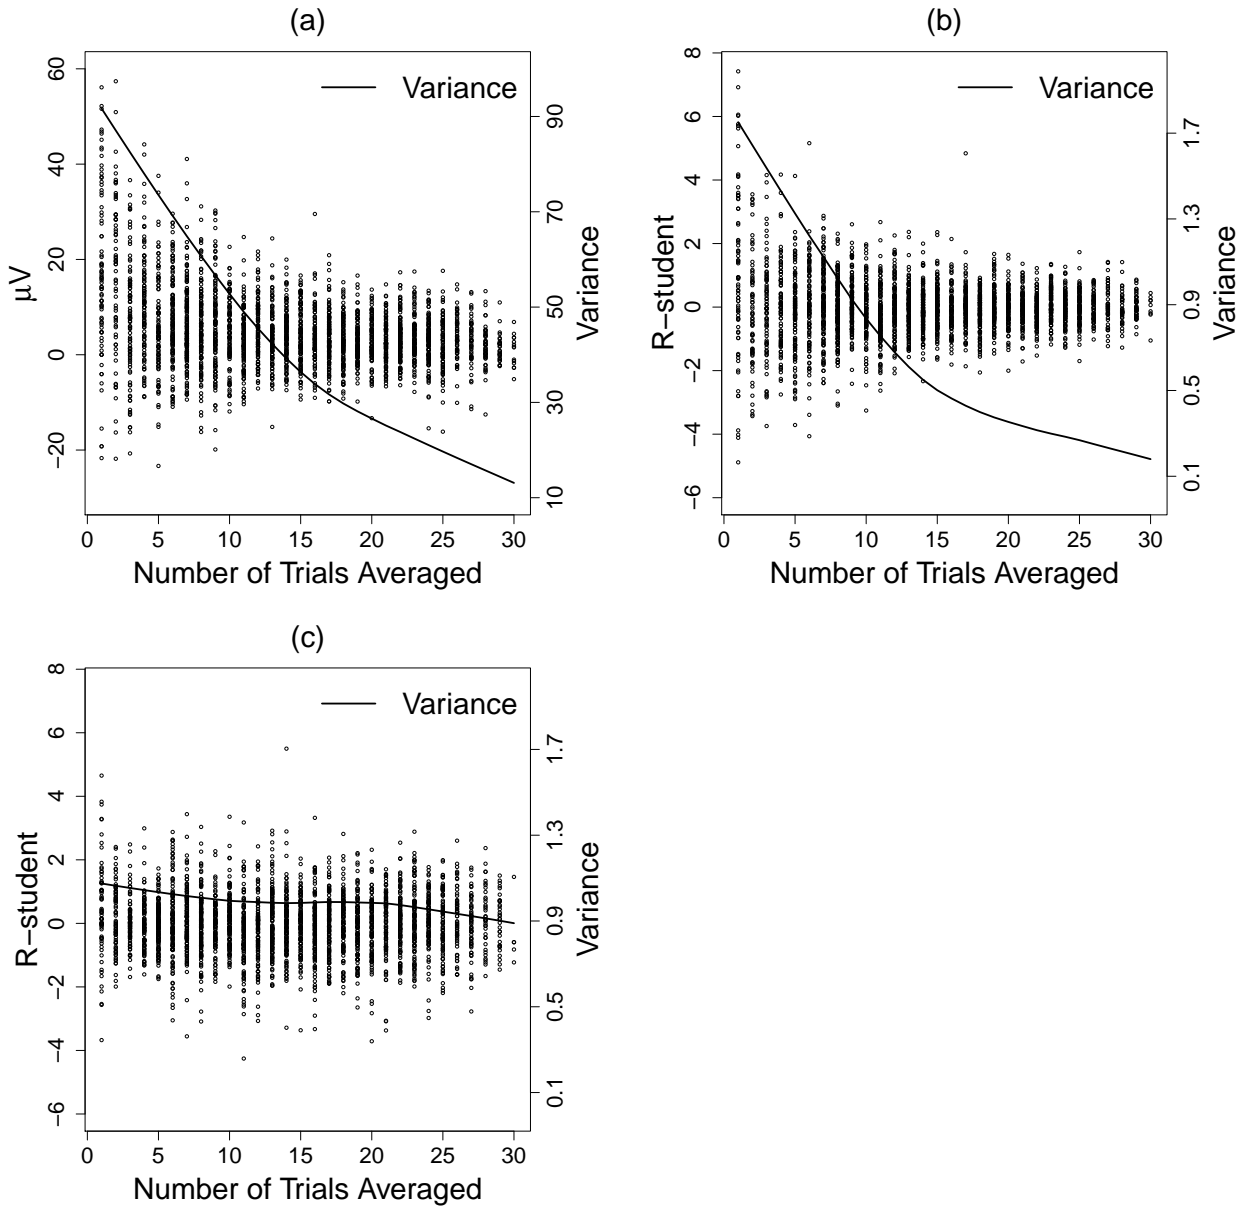 (a)
Variance
μV
60
40
20
0
−20
90
70
50
30
10
Variance
0 5 10 15 20 25 30
Number of Trials Averaged
(b)
Variance
R−student
8
6
4
2
0
−2
−4
−6
1.7
1.3
0.9
0.5
0.1
Variance
0 5 10 15 20 25 30
Number of Trials Averaged
(c)
Variance
R−student
8
6
4
2
0
−2
−4
−6
1.7
1.3
0.9
0.5
0.1
Variance
0 5 10 15 20 25 30
Number of Trials Averaged